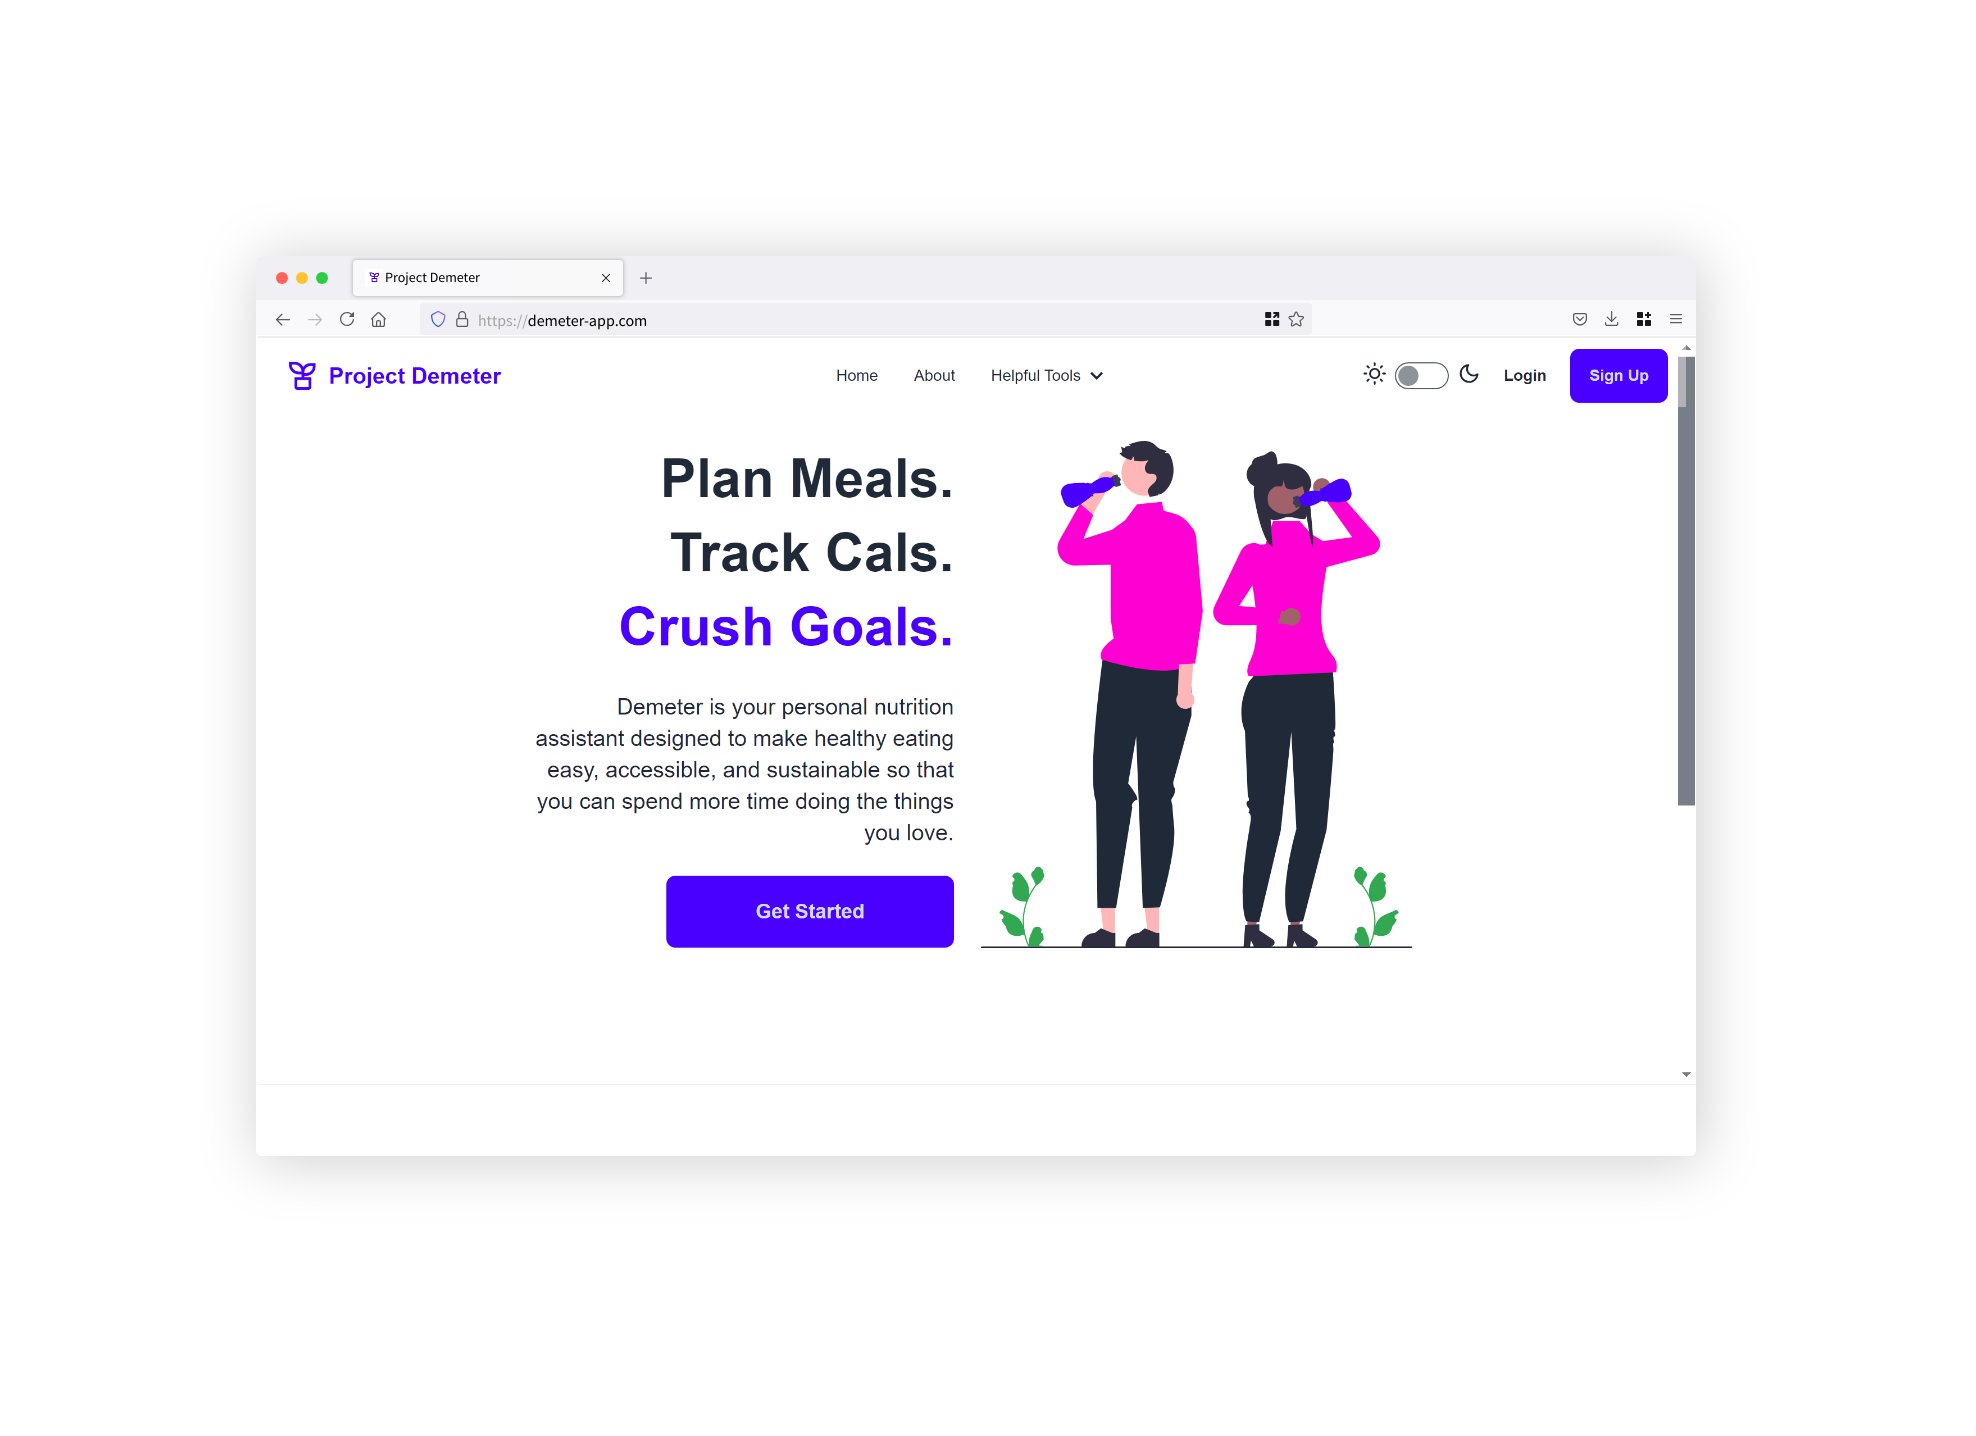 Project Demeter
https://demeter-app.com
Project Demeter
Home
About
Helpful Tools
Login
Sign Up
Plan Meals.
Track Cals.
Crush Goals.
Demeter is your personal nutrition
assistant designed to make healthy eating
easy, accessible, and sustainable so that
you can spend more time doing the things
you love.
Get Started